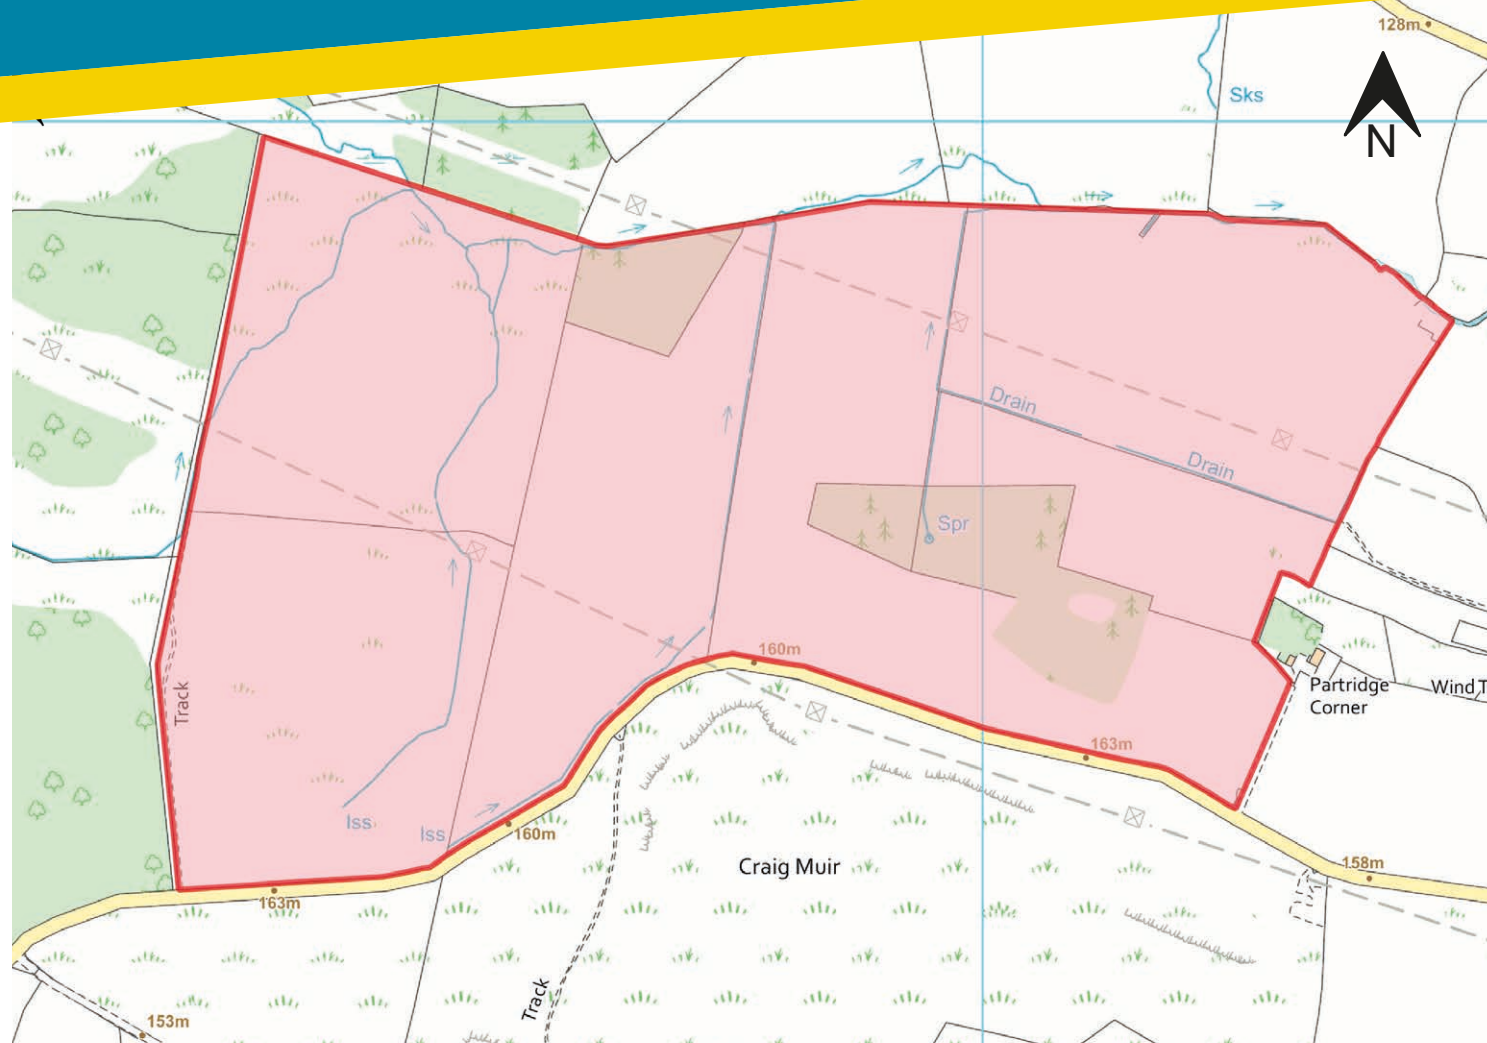 128m
Sks
N
Drain
Drain
Spr
160m
Track
Partridge
Corner
Wind T
163m
Iss
Iss
160m
Craig Muir
158m
163m
Track
153m